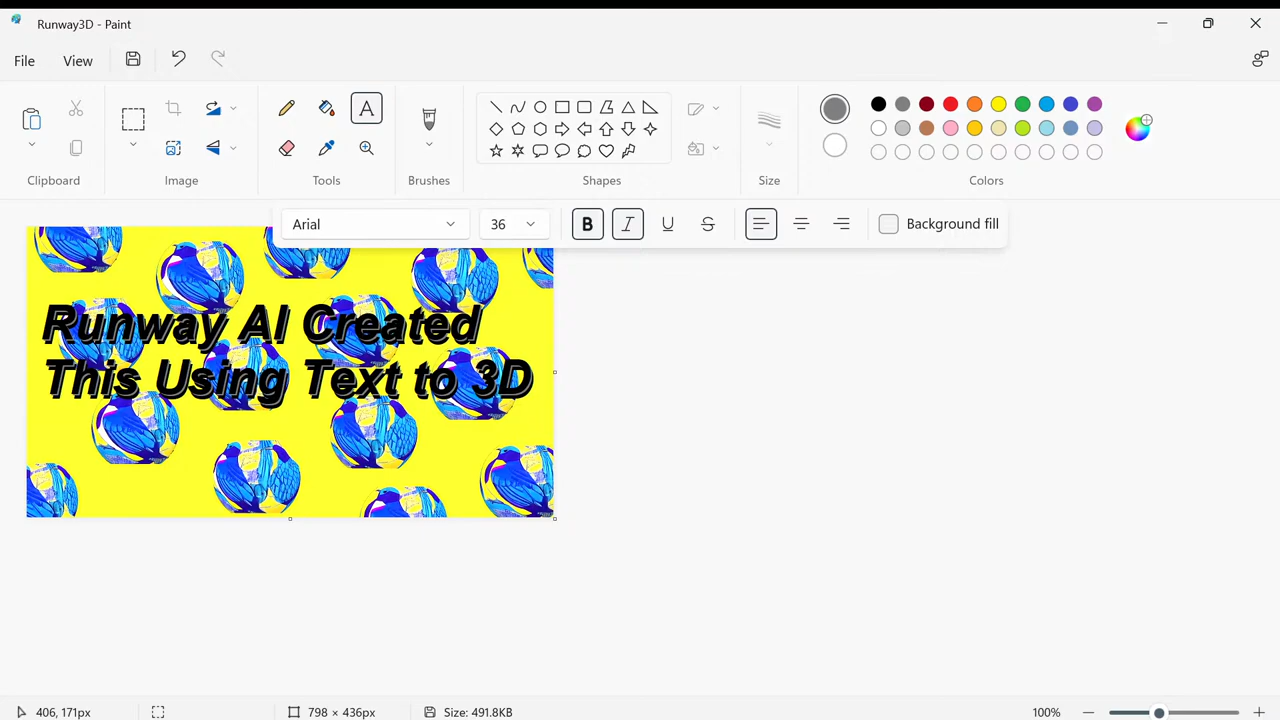 Runway3D - Paint
File View
Clipboard Image Tools Brushes Shapes Size Colors
Arial 36 B I U S Background fill
Runway AI Created
This Using Text to 3D
406, 171px 798 × 436px Size: 491.8KB 100%